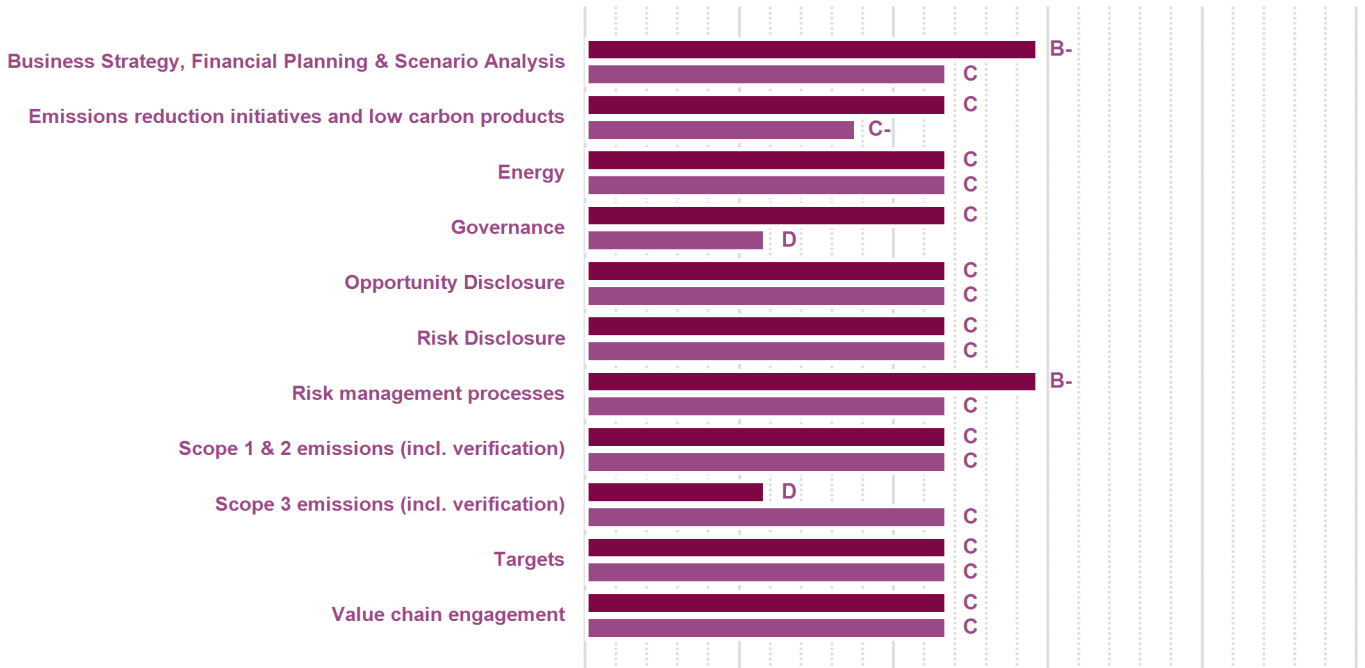 Business Strategy, Financial Planning & Scenario Analysis
B-
C
Emissions reduction initiatives and low carbon products
C
C-
Energy
C
C
Governance
C
D
Opportunity Disclosure
C
C
Risk Disclosure
C
C
Risk management processes
B-
C
Scope 1 & 2 emissions (incl. verification)
C
C
Scope 3 emissions (incl. verification)
D
C
Targets
C
C
Value chain engagement
C
C